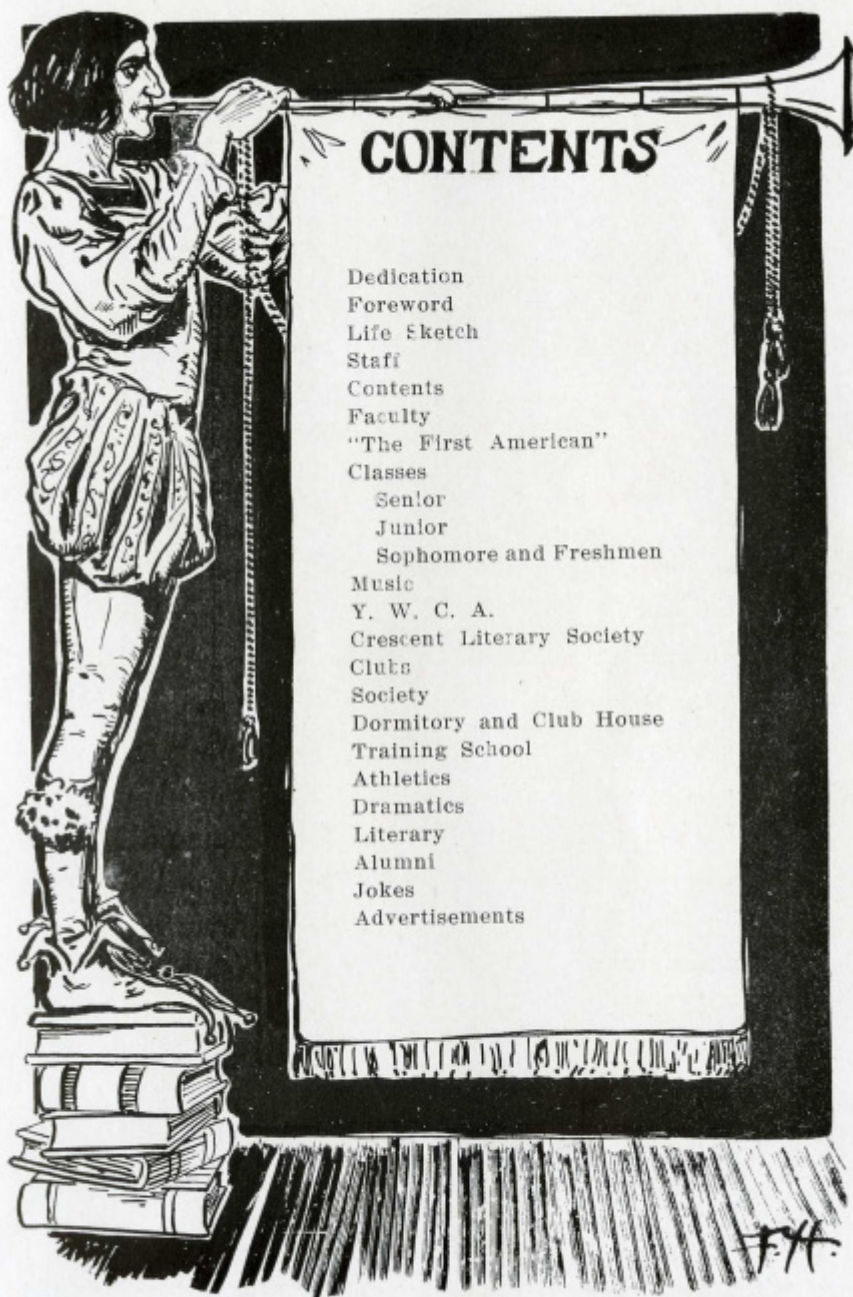 CONTENTS
Dedication
Foreword
Life Sketch
Staff
Contents
Faculty
"The First American"
Classes
Senior
Junior
Sophomore and Freshmen
Music
Y. W. C. A.
Crescent Literary Society
Clubs
Society
Dormitory and Club House
Training School
Athletics
Dramatics
Literary
Alumni
Jokes
Advertisements
F.H.